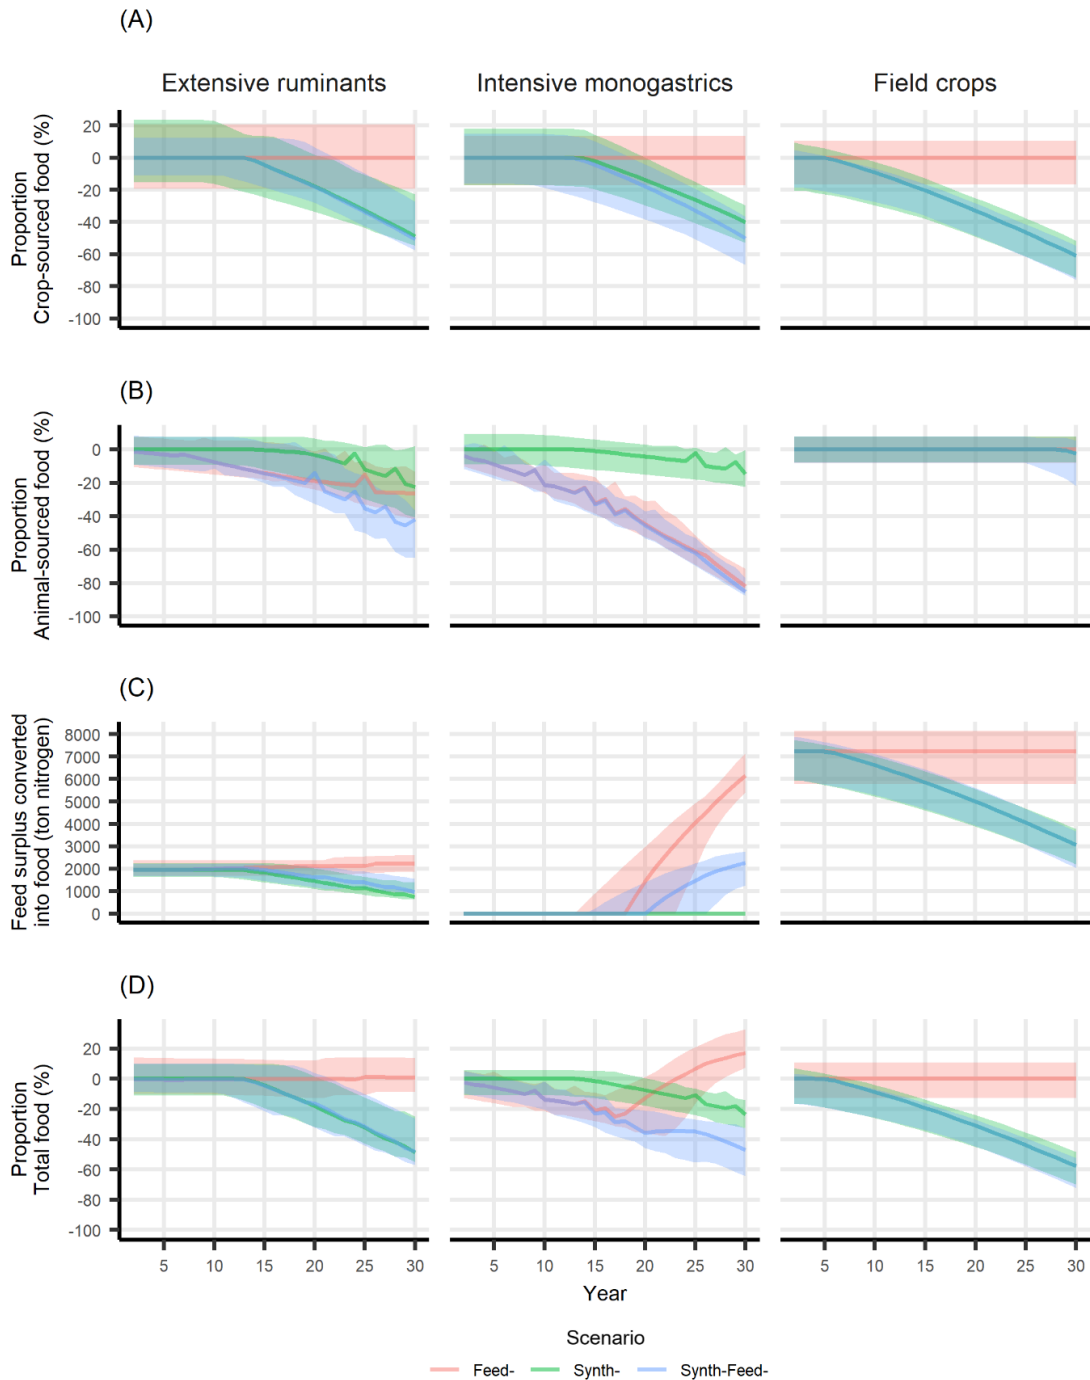 (A)
Extensive ruminants
Intensive monogastrics
Field crops
Proportion
Crop-sourced food (%)
20
0
-20
-40
-60
-80
-100
(B)
Proportion
Animal-sourced food (%)
0
-20
-40
-60
-80
-100
(C)
Feed surplus converted
into food (ton nitrogen)
8000
7000
6000
5000
4000
3000
2000
1000
0
(D)
Proportion
Total food (%)
20
0
-20
-40
-60
-80
-100
5 10 15 20 25 30
5 10 15 20 25 30
5 10 15 20 25 30
Year
Scenario
Feed- Synth- Synth-Feed-